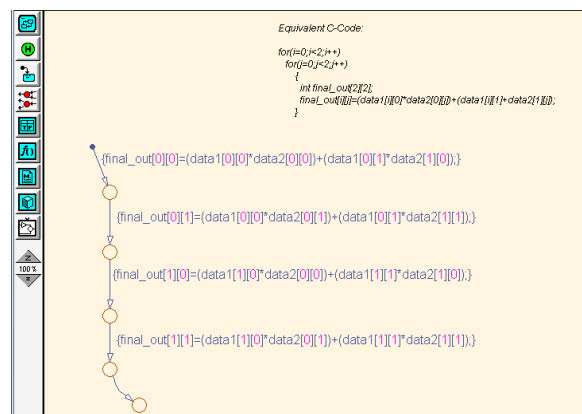 Equivalent C-Code:
for(i=0;i<2;i++)
for(j=0;j<2;j++)
{
int final_out[2][2];
final_out[i][j]=(data1[i][0]*data2[0][j])+(data1[i][1]+data2[1][j]);
}
{final_out[0][0]=(data1[0][0]*data2[0][0])+(data1[0][1]*data2[1][0]);}
{final_out[0][1]=(data1[0][0]*data2[0][1])+(data1[0][1]*data2[1][1]);}
{final_out[1][0]=(data1[1][0]*data2[0][0])+(data1[1][1]*data2[1][0]);}
{final_out[1][1]=(data1[1][0]*data2[0][1])+(data1[1][1]*data2[1][1]);}
H
f()
100 %